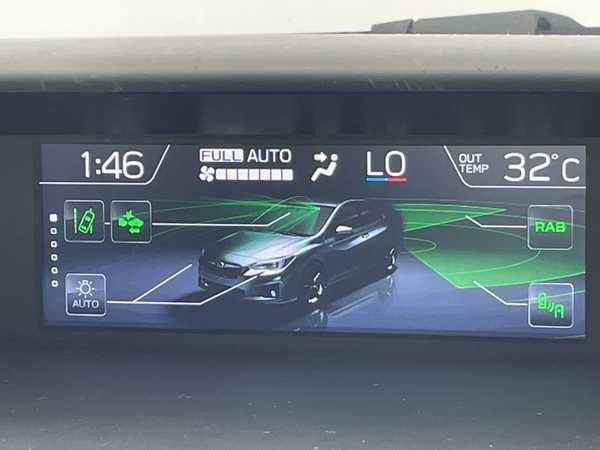 1:46
FULL AUTO
LO
OUT TEMP 32°C
RAB
AUTO